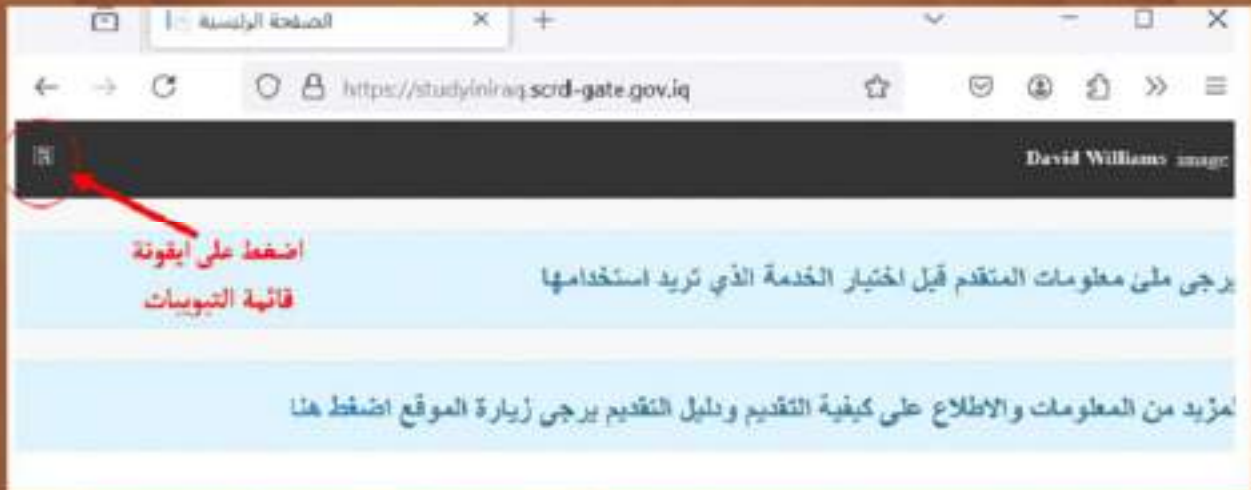 الصفحة الرئيسية
https://studyiniraq.scrd-gate.gov.iq
David Williams image
اضغط على ايقونة
قائمة التبويبات
يرجى ملئ معلومات المتقدم قبل اختيار الخدمة الذي تريد استخدامها
لمزيد من المعلومات والاطلاع على كيفية التقديم ودليل التقديم يرجى زيارة الموقع اضغط هنا